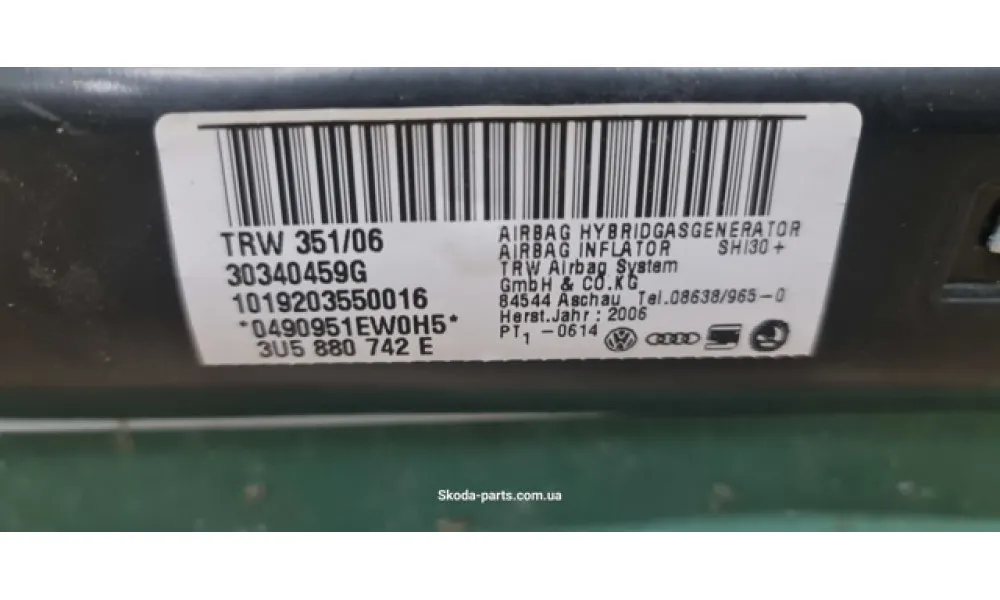 TRW 351/06
30340459G
1019203550016
*0490951EW0H5*
3U5 880 742 E
AIRBAG HYBRIDGASGENERATOR
AIRBAG INFLATOR SHI30+
TRW Airbag System
GmbH & CO.KG
84544 Aschau Tel.08638/965-0
Herst.Jahr: 2006
PT1 -0614
Skoda-parts.com.ua